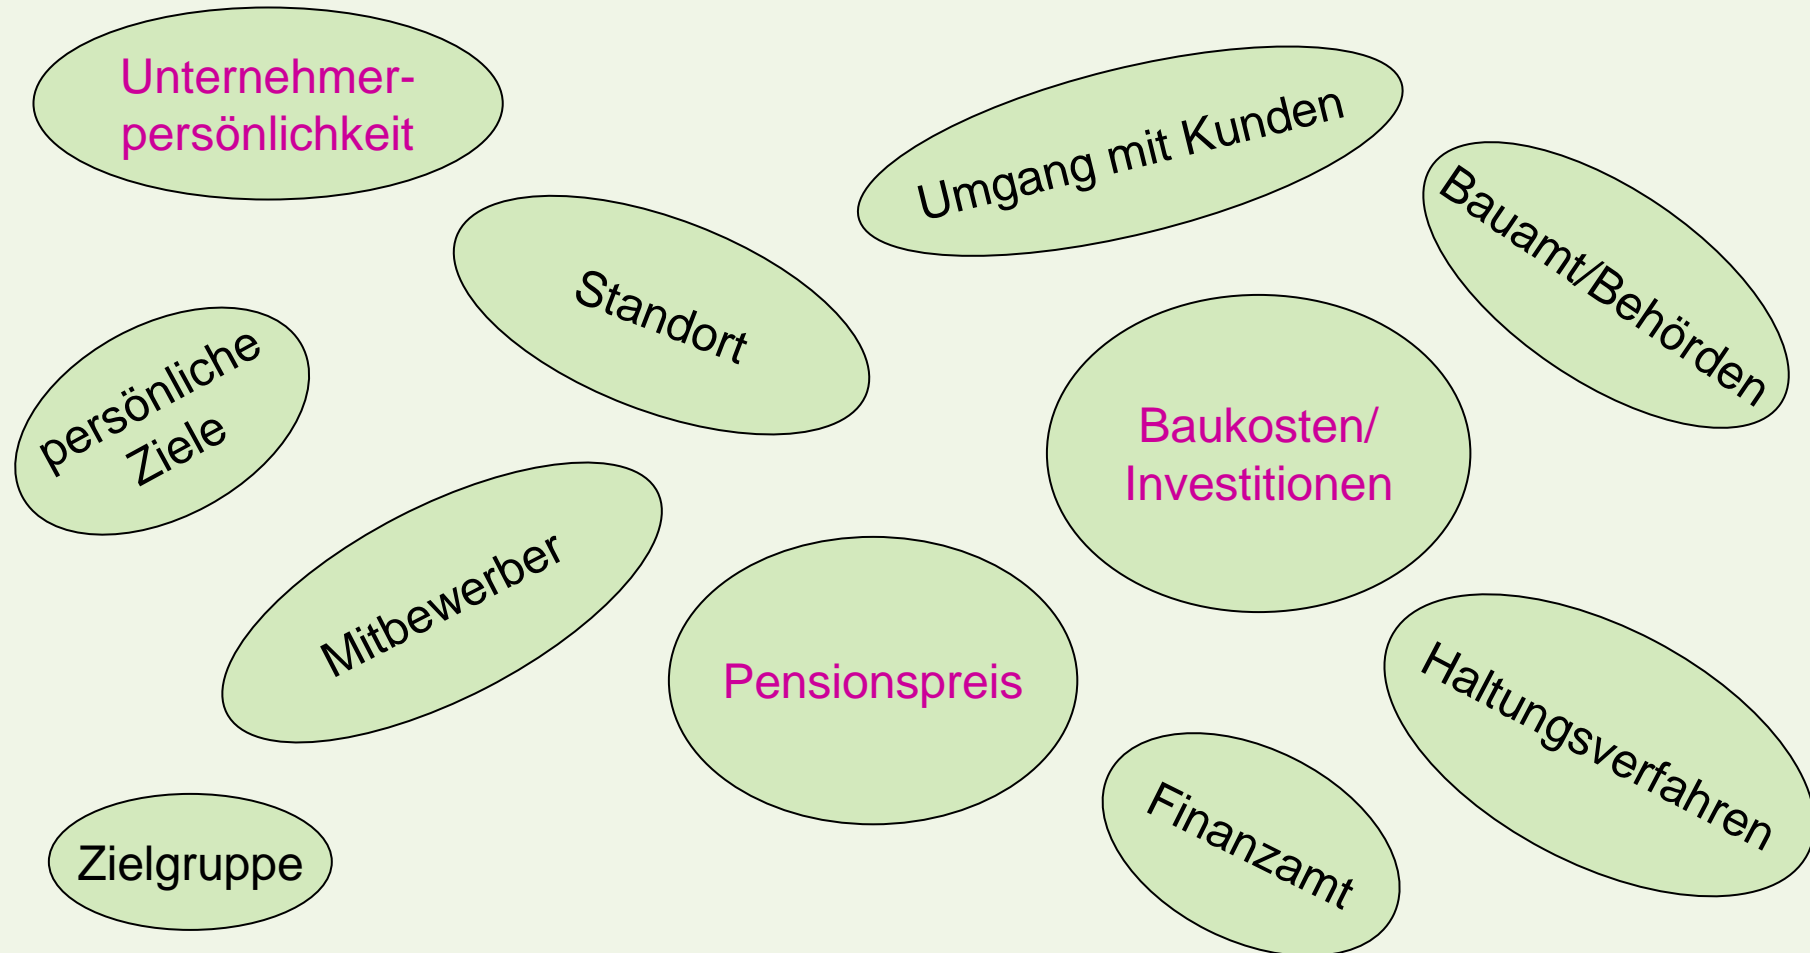 Unternehmer-
persönlichkeit
Umgang mit Kunden
Bauamt/Behörden
Standort
persönliche
Ziele
Baukosten/
Investitionen
Mitbewerber
Pensionspreis
Haltungsverfahren
Finanzamt
Zielgruppe